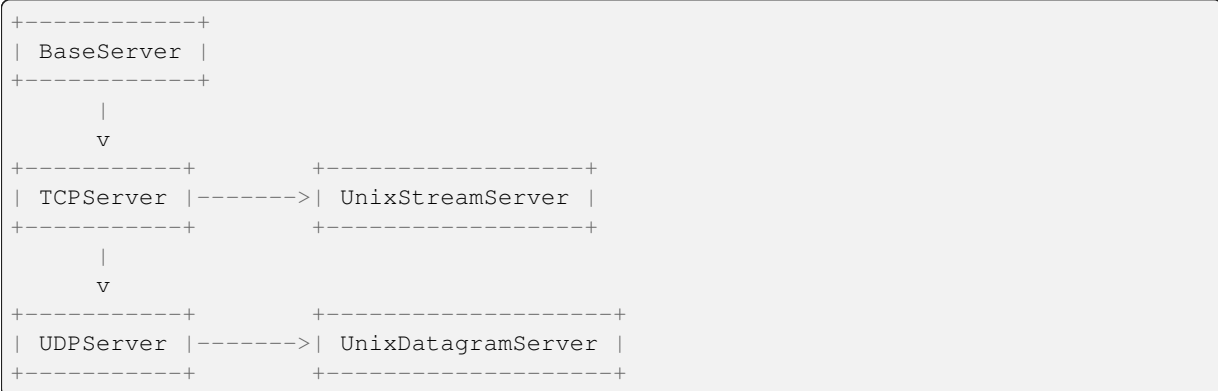 +------------+
| BaseServer |
+------------+
      |
      v
+-----------+        +------------------+
| TCPServer |------->| UnixStreamServer |
+-----------+        +------------------+
      |
      v
+-----------+        +--------------------+
| UDPServer |------->| UnixDatagramServer |
+-----------+        +--------------------+